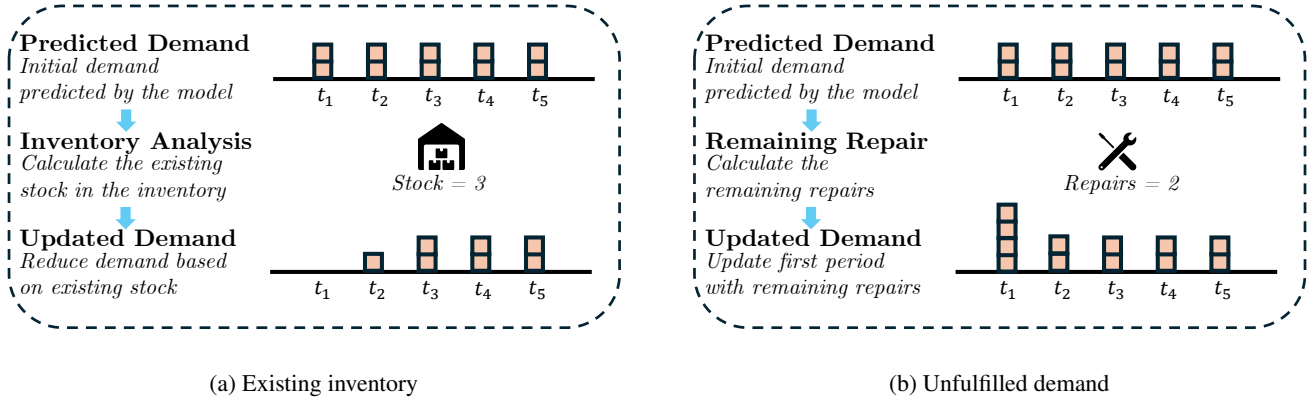 Predicted Demand
Initial demand
predicted by the model
t1 t2 t3 t4 t5
Inventory Analysis
Calculate the existing
stock in the inventory
Stock = 3
Updated Demand
Reduce demand based
on existing stock
t1 t2 t3 t4 t5
(a) Existing inventory
Predicted Demand
Initial demand
predicted by the model
t1 t2 t3 t4 t5
Remaining Repair
Calculate the
remaining repairs
Repairs = 2
Updated Demand
Update first period
with remaining repairs
t1 t2 t3 t4 t5
(b) Unfulfilled demand